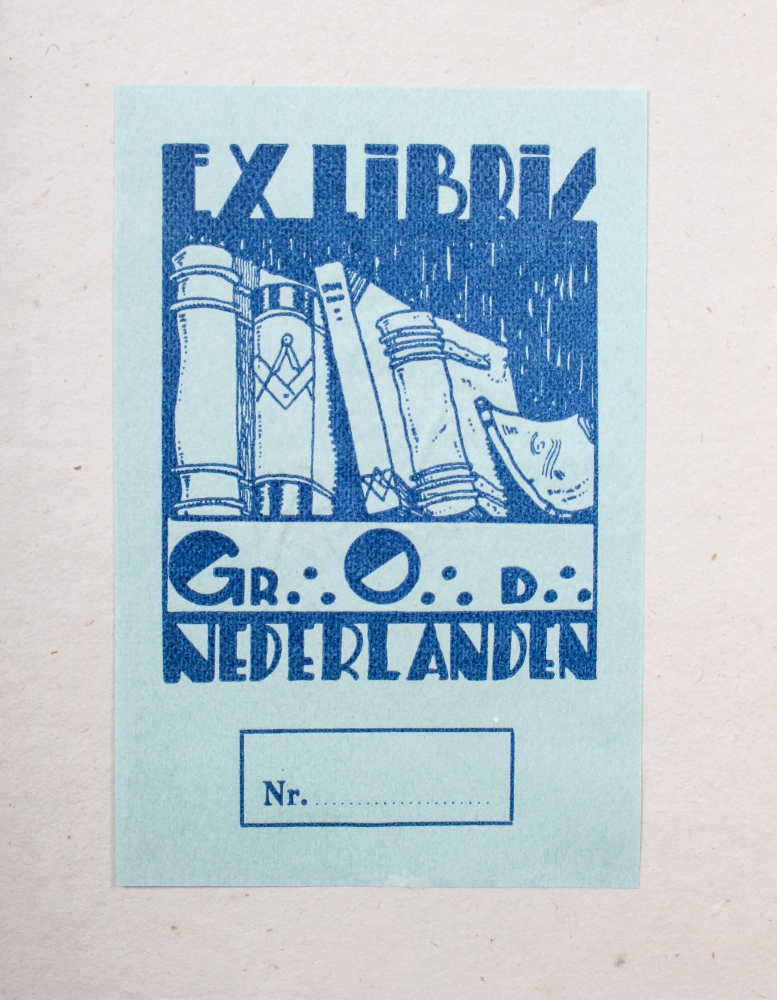 EX LIBRIS
GR∴ O∴ D∴
NEDERLANDEN
Nr. ....................